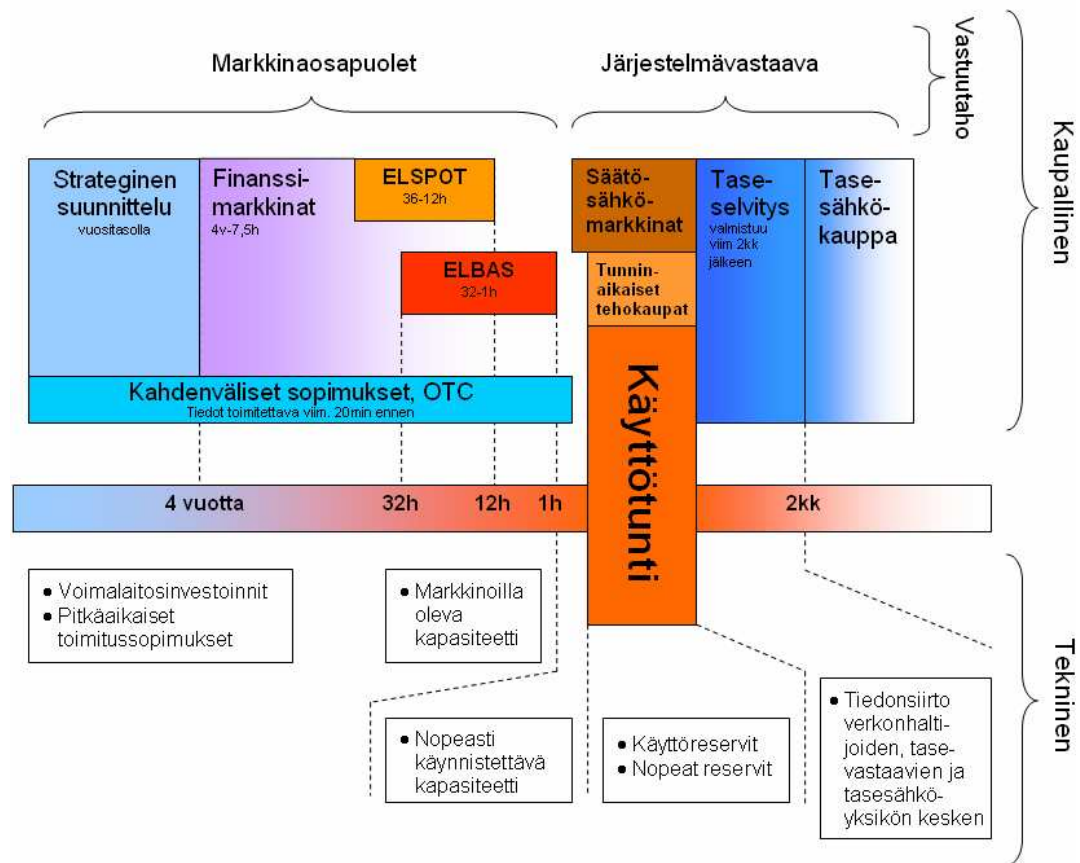 Markkinaosapuolet
Järjestelmävastaava
Vastuutaho
Kaupallinen
Strateginen
suunnittelu
vuositasolla
Finanssi-
markkinat
4v-7,5h
ELSPOT
36-12h
ELBAS
32-1h
Säätö-
sähkö-
markkinat
Tunnin-
aikaiset
tehokaupat
Tase-
selvitys
valmistuu
viim 2kk
jälkeen
Tase-
sähkö-
kauppa
Kahdenväliset sopimukset, OTC
Tiedot toimitettava viim. 20min ennen
Käyttötunti
4 vuotta
32h
12h
1h
2kk
Tekninen
• Voimalaitosinvestoinnit
• Pitkäaikaiset
toimitussopimukset
• Markkinoilla
oleva
kapasiteetti
• Nopeasti
käynnistettävä
kapasiteetti
• Käyttöreservit
• Nopeat reservit
• Tiedonsiirto
verkonhalti-
joiden, tase-
vastaavien ja
tasesähkö-
yksikön kesken